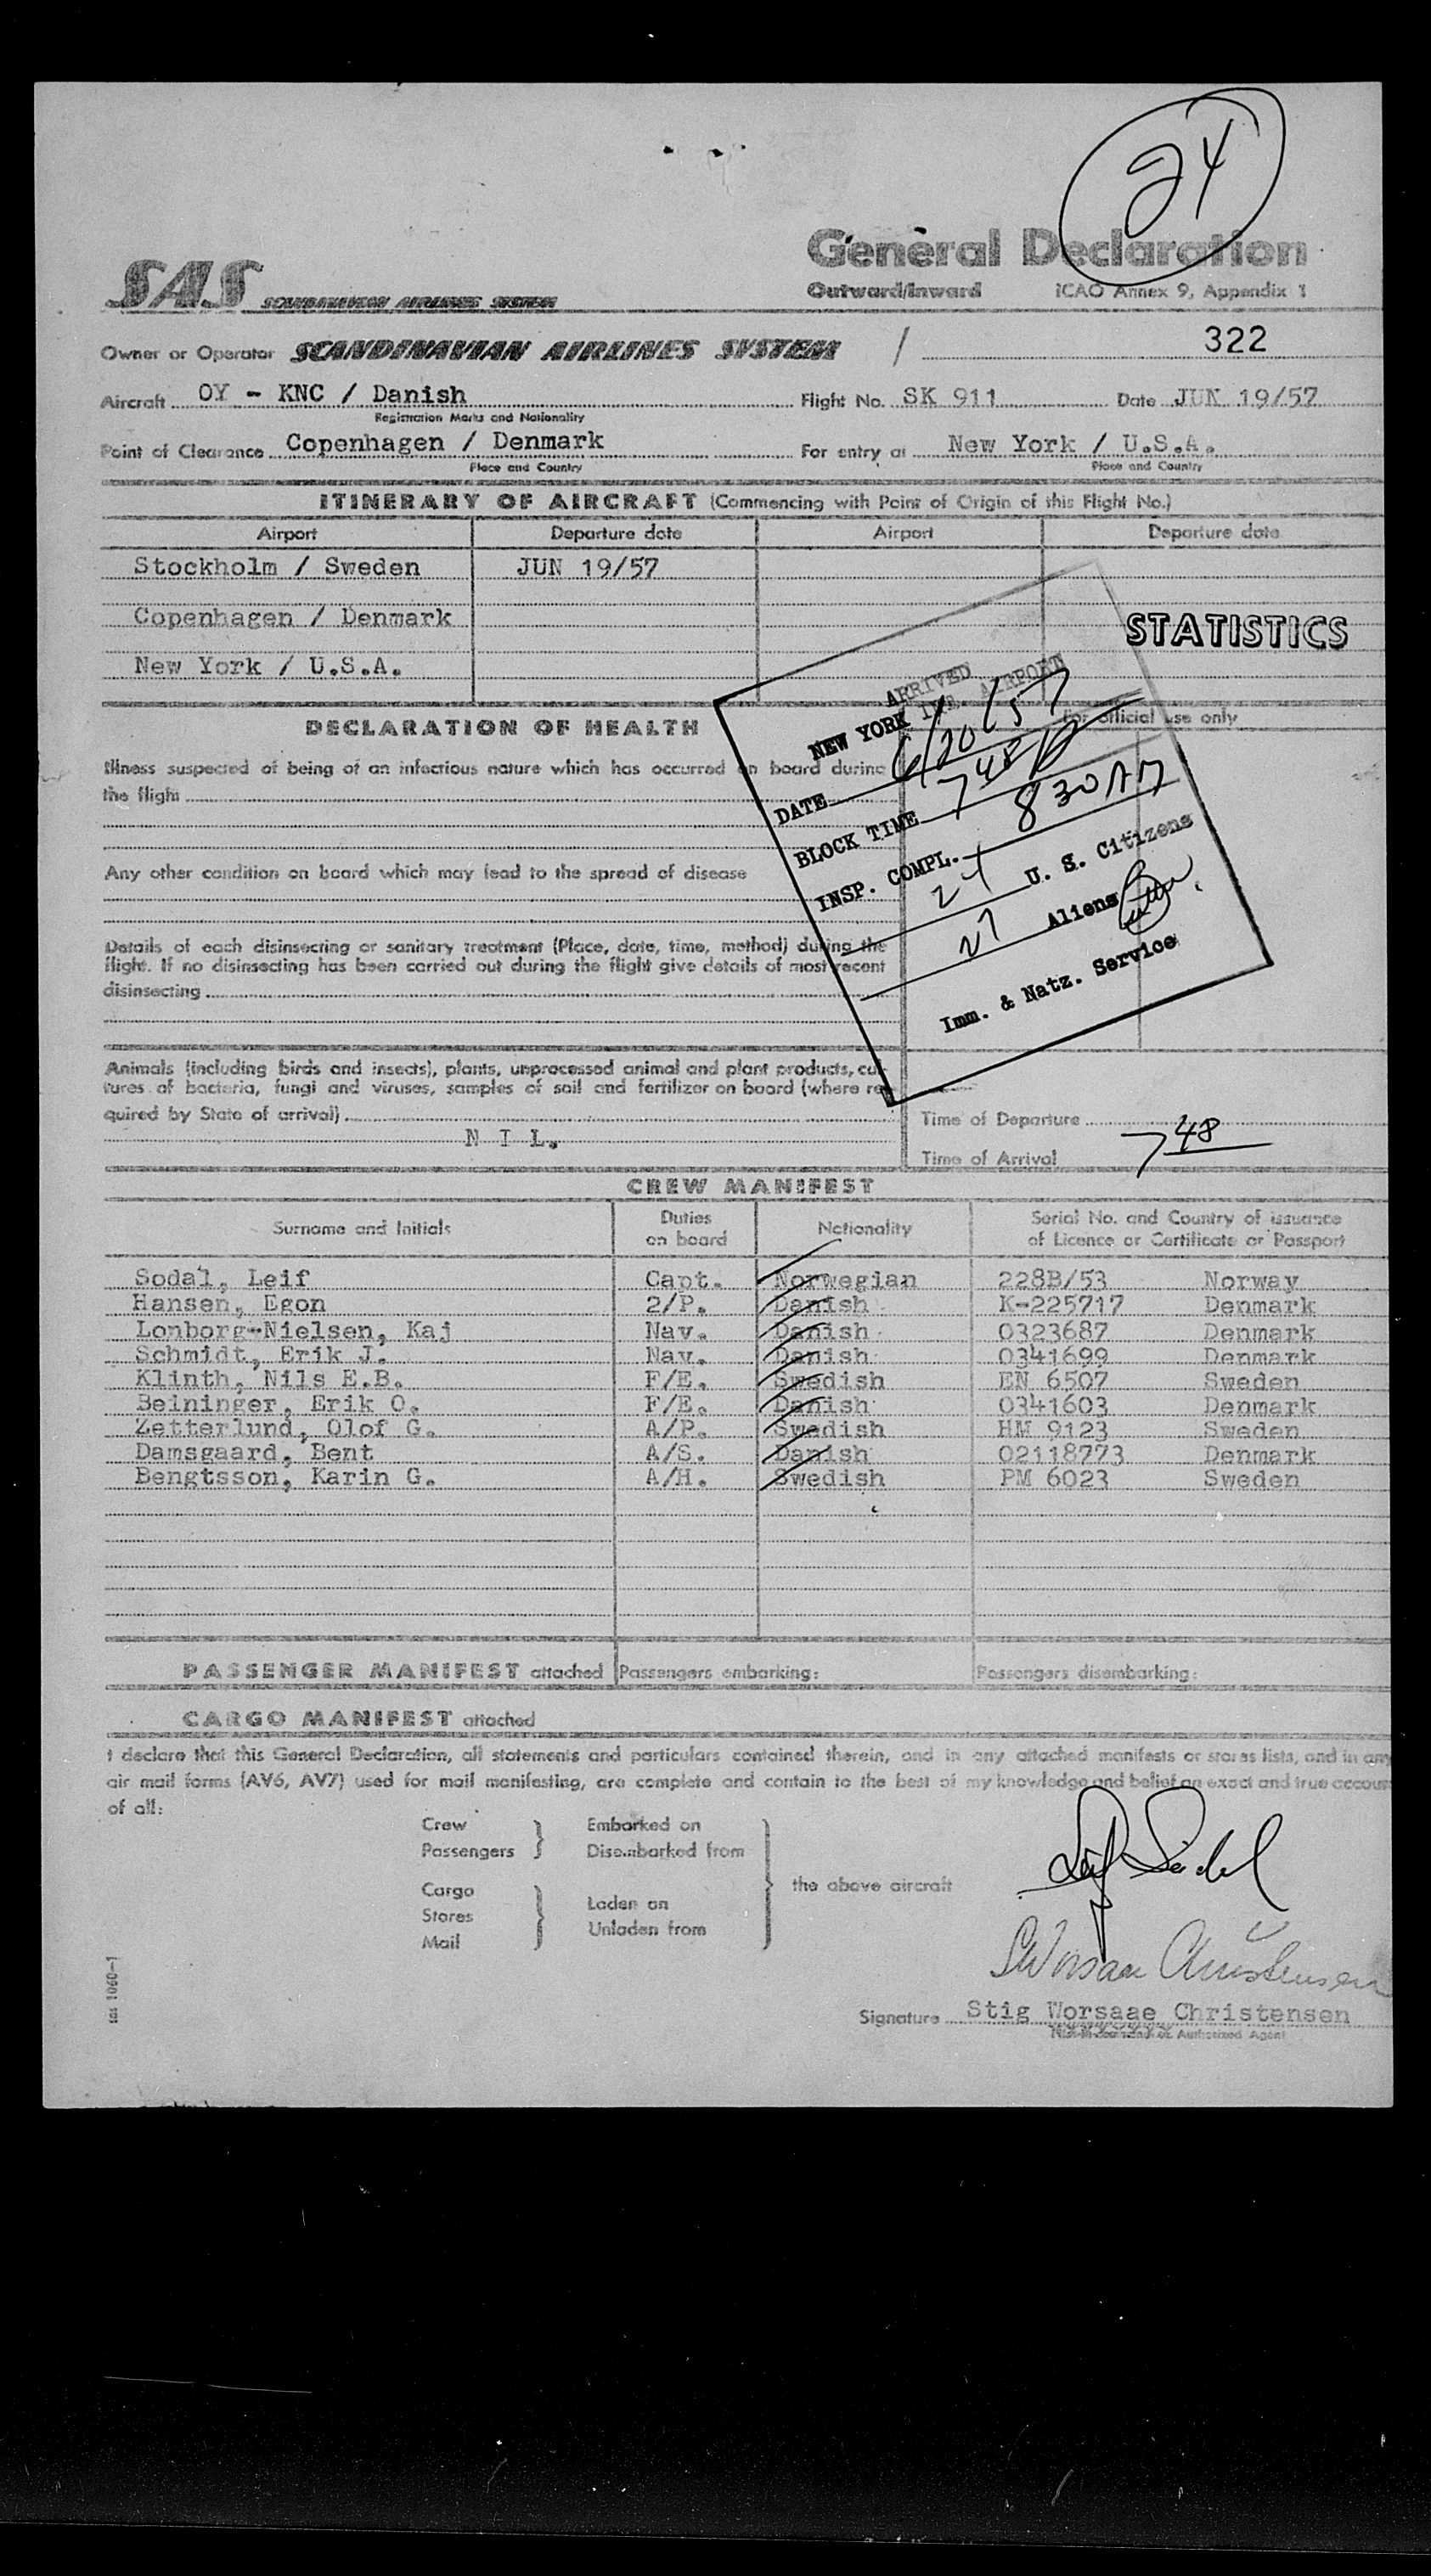 24
General Declaration
SAS SCANDINAVIAN AIRLINES SYSTEM
Outward/Inward ICAO Annex 9, Appendix 1
Owner or Operator SCANDINAVIAN AIRLINES SYSTEM / 322
Aircraft OY - KNC / Danish Flight No. SK 911 Date JUN 19/57
Registration Marks and Nationality
Point of Clearance Copenhagen / Denmark For entry at New York / U.S.A.
Place and Country Place and Country
ITINERARY OF AIRCRAFT (Commencing with Point of Origin of this Flight No.)
Airport Departure date Airport Departure date
Stockholm / Sweden JUN 19/57
Copenhagen / Denmark
STATISTICS
New York / U.S.A.
DECLARATION OF HEALTH
For official use only
Illness suspected of being of an infectious nature which has occurred on board during
the flight
Any other condition on board which may lead to the spread of disease
Details of each disinsecting or sanitary treatment (Place, date, time, method) during the
flight. If no disinsecting has been carried out during the flight give details of most recent
disinsecting
ARRIVED
NEW YORK INT. AIRPORT
DATE 6/20/57
BLOCK TIME 748A
INSP. COMPL. 830AM
24 U. S. Citizens
Aliens
Imm. & Natz. Service
Animals (including birds and insects), plants, unprocessed animal and plant products, cul-
tures of bacteria, fungi and viruses, samples of soil and fertilizer on board (where re-
quired by State of arrival)
N I L.
Time of Departure
Time of Arrival 748
CREW MANIFEST
Surname and Initials Duties on board Nationality Serial No. and Country of issuance of Licence or Certificate or Passport
Sodal, Leif Capt. Norwegian 228B/53 Norway
Hansen, Egon 2/P. Danish K-225717 Denmark
Lonborg-Nielsen, Kaj Nav. Danish 0323687 Denmark
Schmidt, Erik J. Nav. Danish 0341699 Denmark
Klinth, Nils E.B. F/E. Swedish EN 6507 Sweden
Beininger, Erik O. F/E. Danish 0341603 Denmark
Zetterlund, Olof G. A/P. Swedish HM 9123 Sweden
Damsgaard, Bent A/S. Danish 02118773 Denmark
Bengtsson, Karin G. A/H. Swedish PM 6023 Sweden
PASSENGER MANIFEST attached Passengers embarking: Passengers disembarking:
CARGO MANIFEST attached
I declare that this General Declaration, all statements and particulars contained therein, and in any attached manifests or stores lists, and in any
air mail forms (AV6, AV7) used for mail manifesting, are complete and contain to the best of my knowledge and belief an exact and true account
of all:
Crew Embarked on
Passengers Disembarked from
the above aircraft
Cargo
Stores Laden on
Mail Unladen from
Leif Sodal
SWorsaae Christensen
Signature Stig Worsaae Christensen
Authorized Agent
sas 1060-1